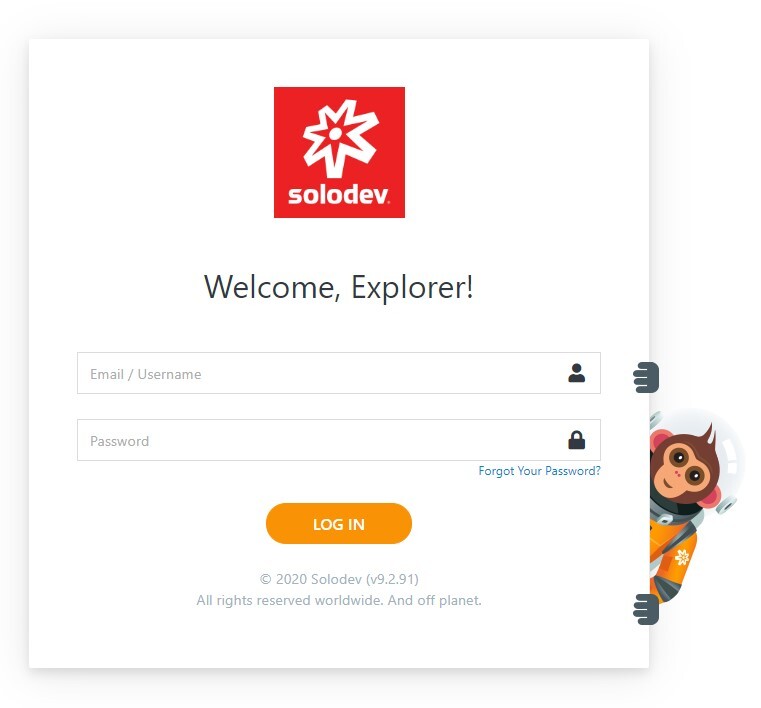 solodev
Welcome, Explorer!
Email / Username
Password
Forgot Your Password?
LOG IN
© 2020 Solodev (v9.2.91)
All rights reserved worldwide. And off planet.